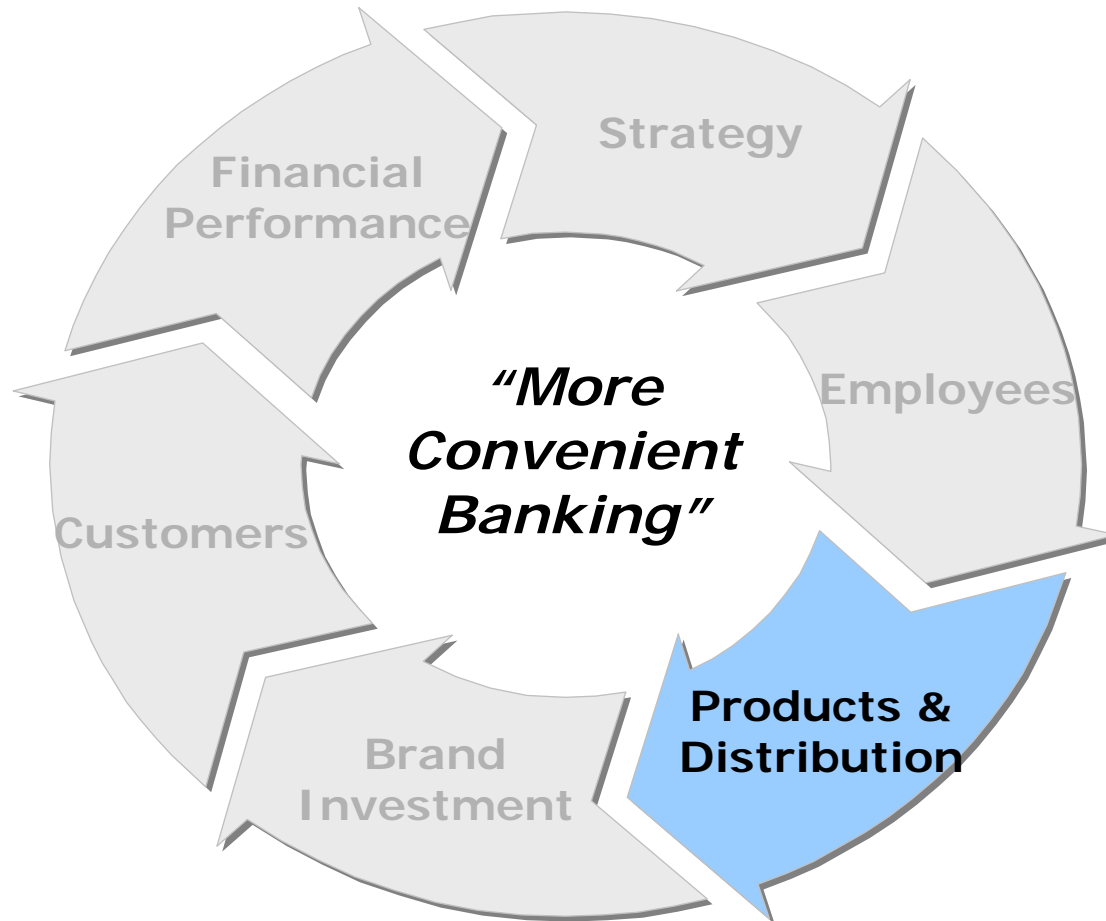 Strategy
Financial
Performance
Employees
“More
Convenient
Banking”
Customers
Products &
Distribution
Brand
Investment